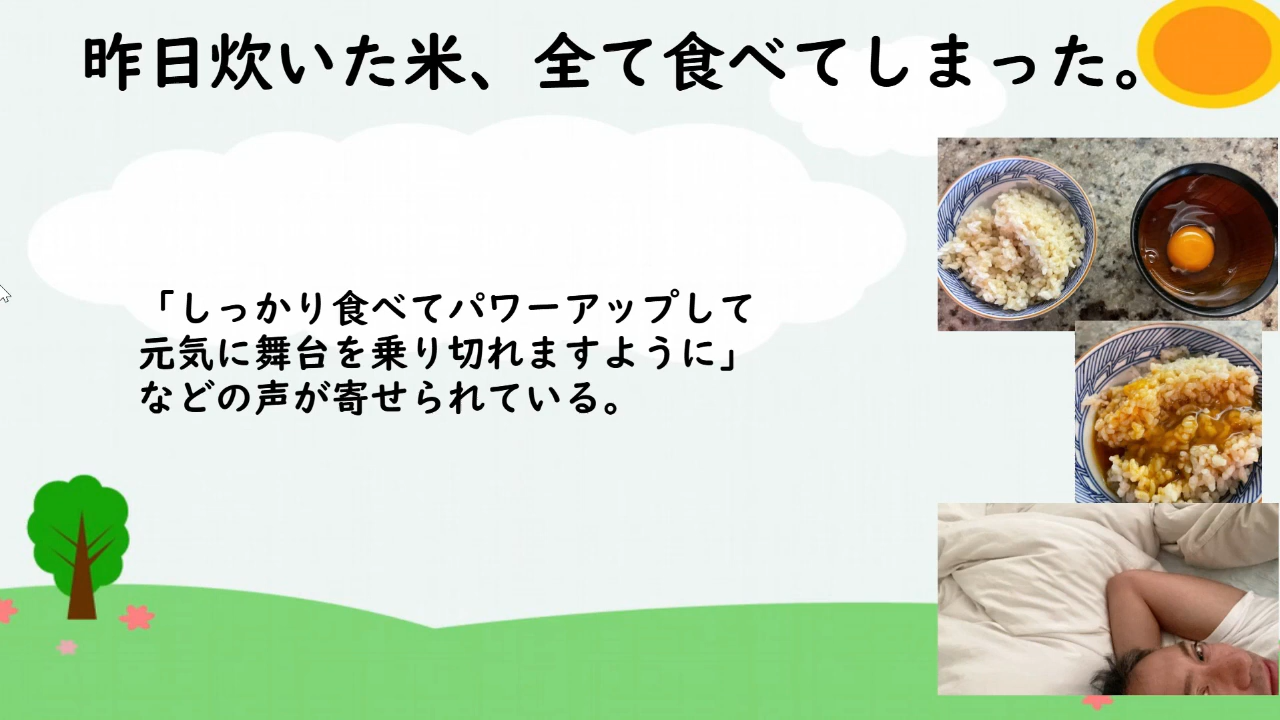 昨日炊いた米、全て食べてしまった。
「しっかり食べてパワーアップして
元気に舞台を乗り切れますように」
などの声が寄せられている。